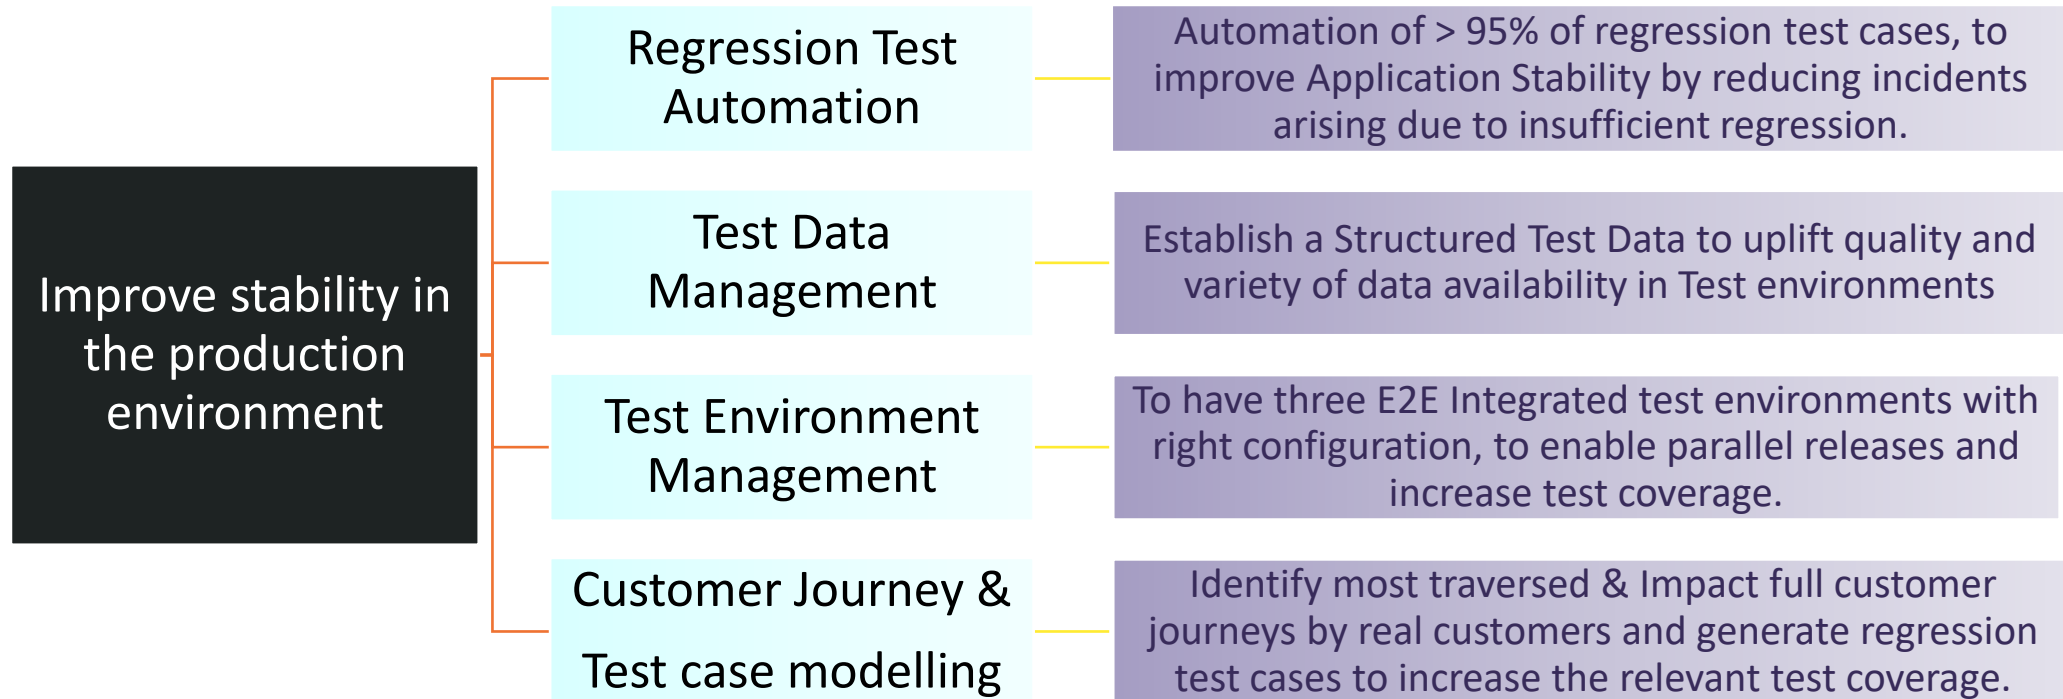 Improve stability in
the production
environment
Regression Test
Automation
Automation of > 95% of regression test cases, to
improve Application Stability by reducing incidents
arising due to insufficient regression.
Test Data
Management
Establish a Structured Test Data to uplift quality and
variety of data availability in Test environments
Test Environment
Management
To have three E2E Integrated test environments with
right configuration, to enable parallel releases and
increase test coverage.
Customer Journey &
Test case modelling
Identify most traversed & Impact full customer
journeys by real customers and generate regression
test cases to increase the relevant test coverage.